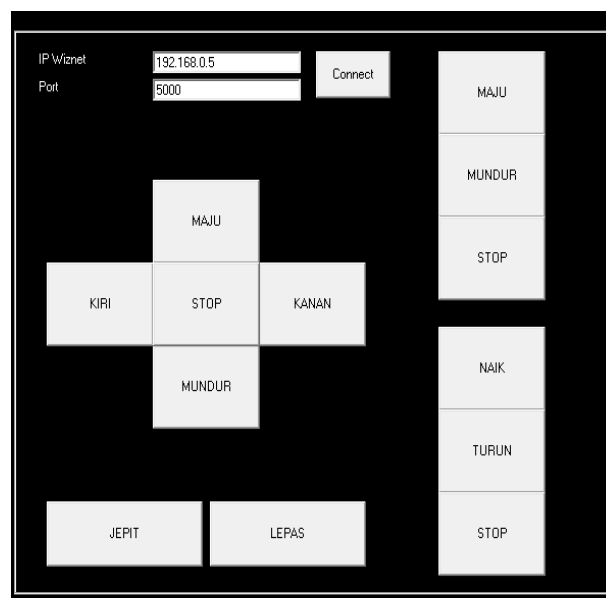 IP Wiznet 192.168.0.5 Connect
Port 5000
MAJU
KIRI STOP KANAN
MUNDUR
JEPIT LEPAS
MAJU
MUNDUR
STOP
NAIK
TURUN
STOP